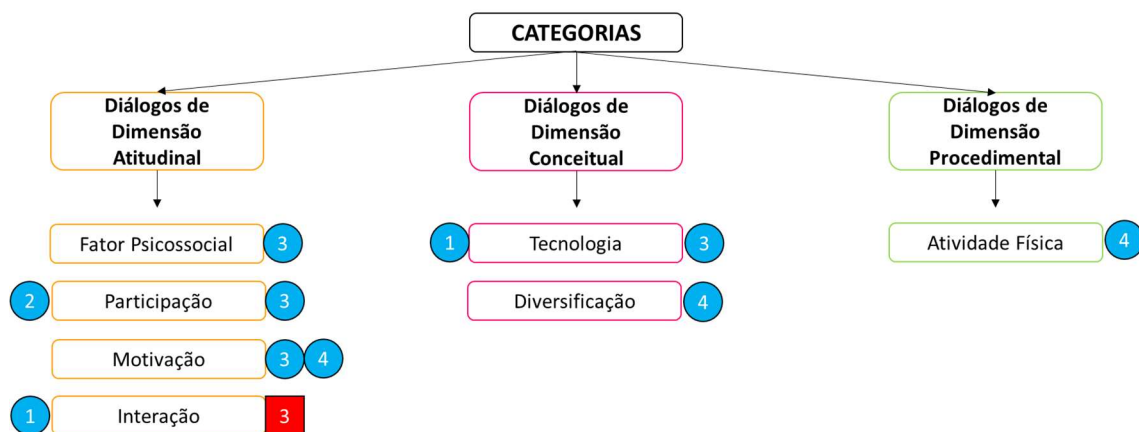 CATEGORIAS
Diálogos de
Dimensão
Atitudinal
Diálogos de
Dimensão
Conceitual
Diálogos de
Dimensão
Procedimental
Fator Psicossocial 3
2 Participação 3
Motivação 3 4
1 Interação 3
1 Tecnologia 3
Diversificação 4
Atividade Física 4